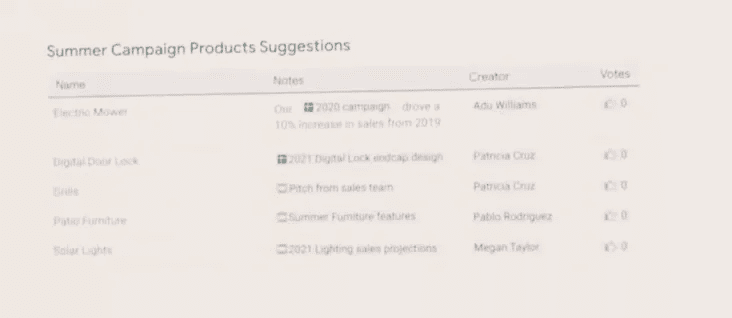 Summer Campaign Products Suggestions
Name Notes Creator Votes
Electric Mower Our 2020 campaign drove a Adu Williams 0
10% increase in sales from 2019
Digital Door Lock 2021 Digital Lock endcap design Patricia Cruz 0
Grills Pitch from sales team Patricia Cruz 0
Patio Furniture Summer Furniture features Pablo Rodriguez 0
Solar Lights 2021 Lighting sales projections Megan Taylor 0